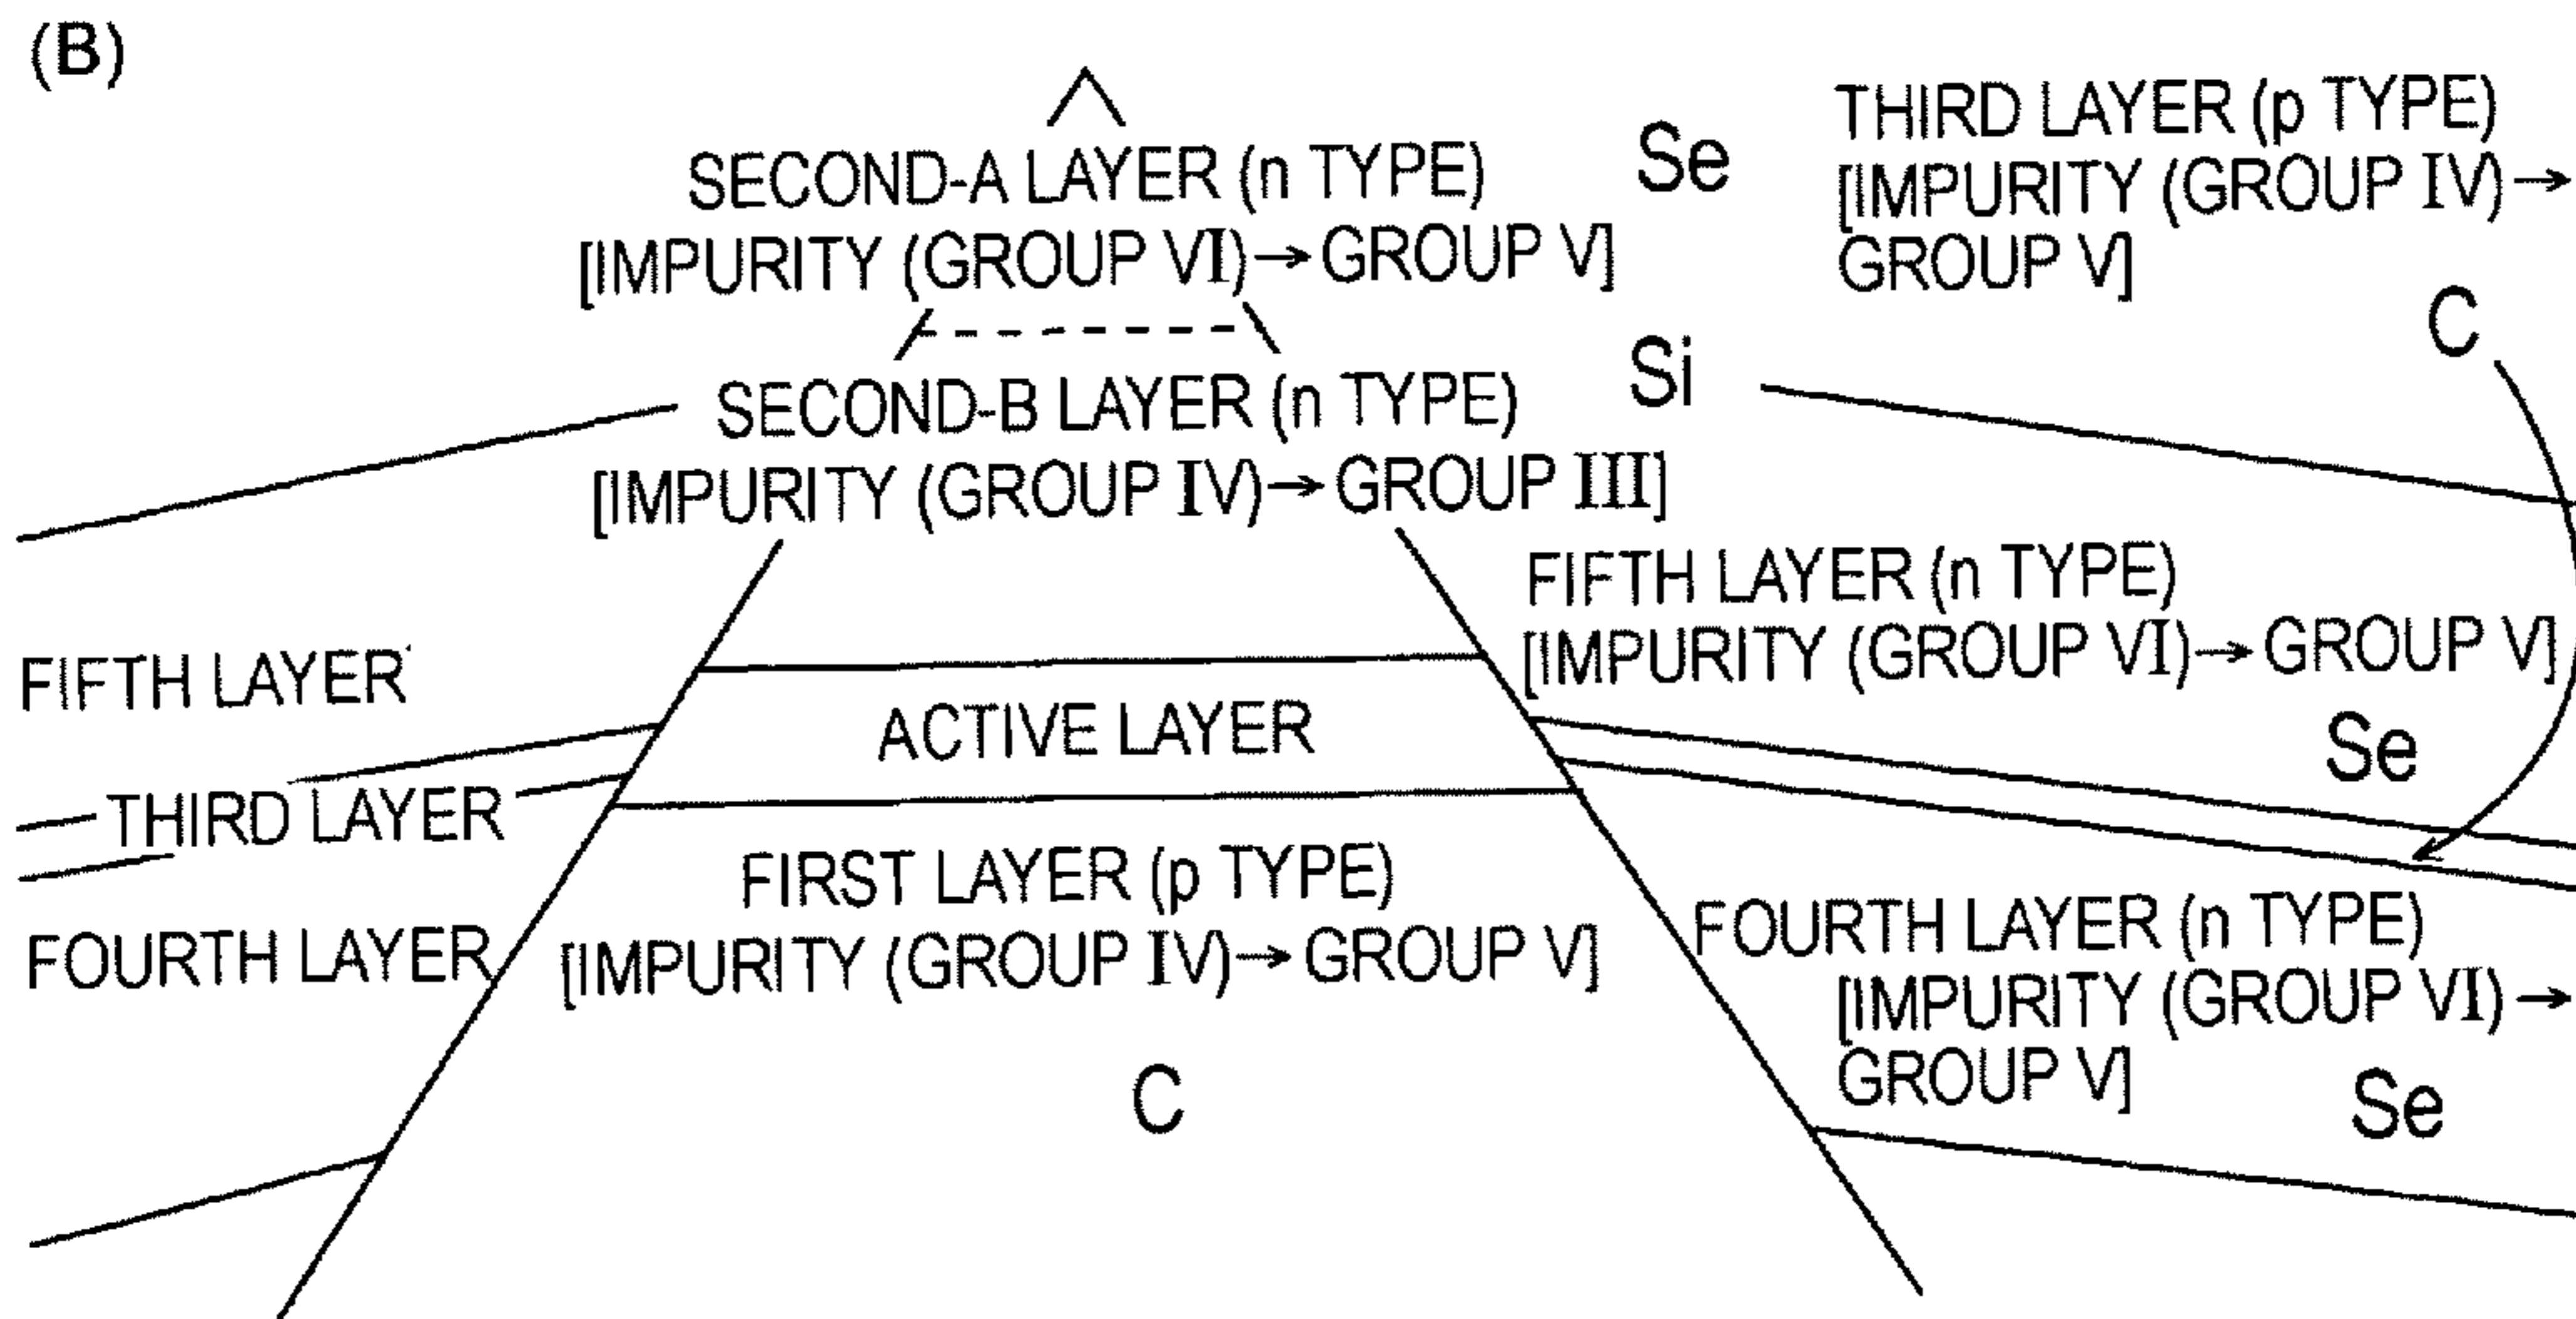 (B)
SECOND-A LAYER (n TYPE)
[IMPURITY (GROUP VI)→GROUP V]
Se
THIRD LAYER (p TYPE)
[IMPURITY (GROUP IV)→
GROUP V]
C
SECOND-B LAYER (n TYPE)
[IMPURITY (GROUP IV)→GROUP III]
Si
FIFTH LAYER (n TYPE)
[IMPURITY (GROUP VI)→GROUP V]
Se
FIFTH LAYER
ACTIVE LAYER
THIRD LAYER
FIRST LAYER (p TYPE)
[IMPURITY (GROUP IV)→GROUP V]
C
FOURTH LAYER
FOURTH LAYER (n TYPE)
[IMPURITY (GROUP VI)→
GROUP V]
Se